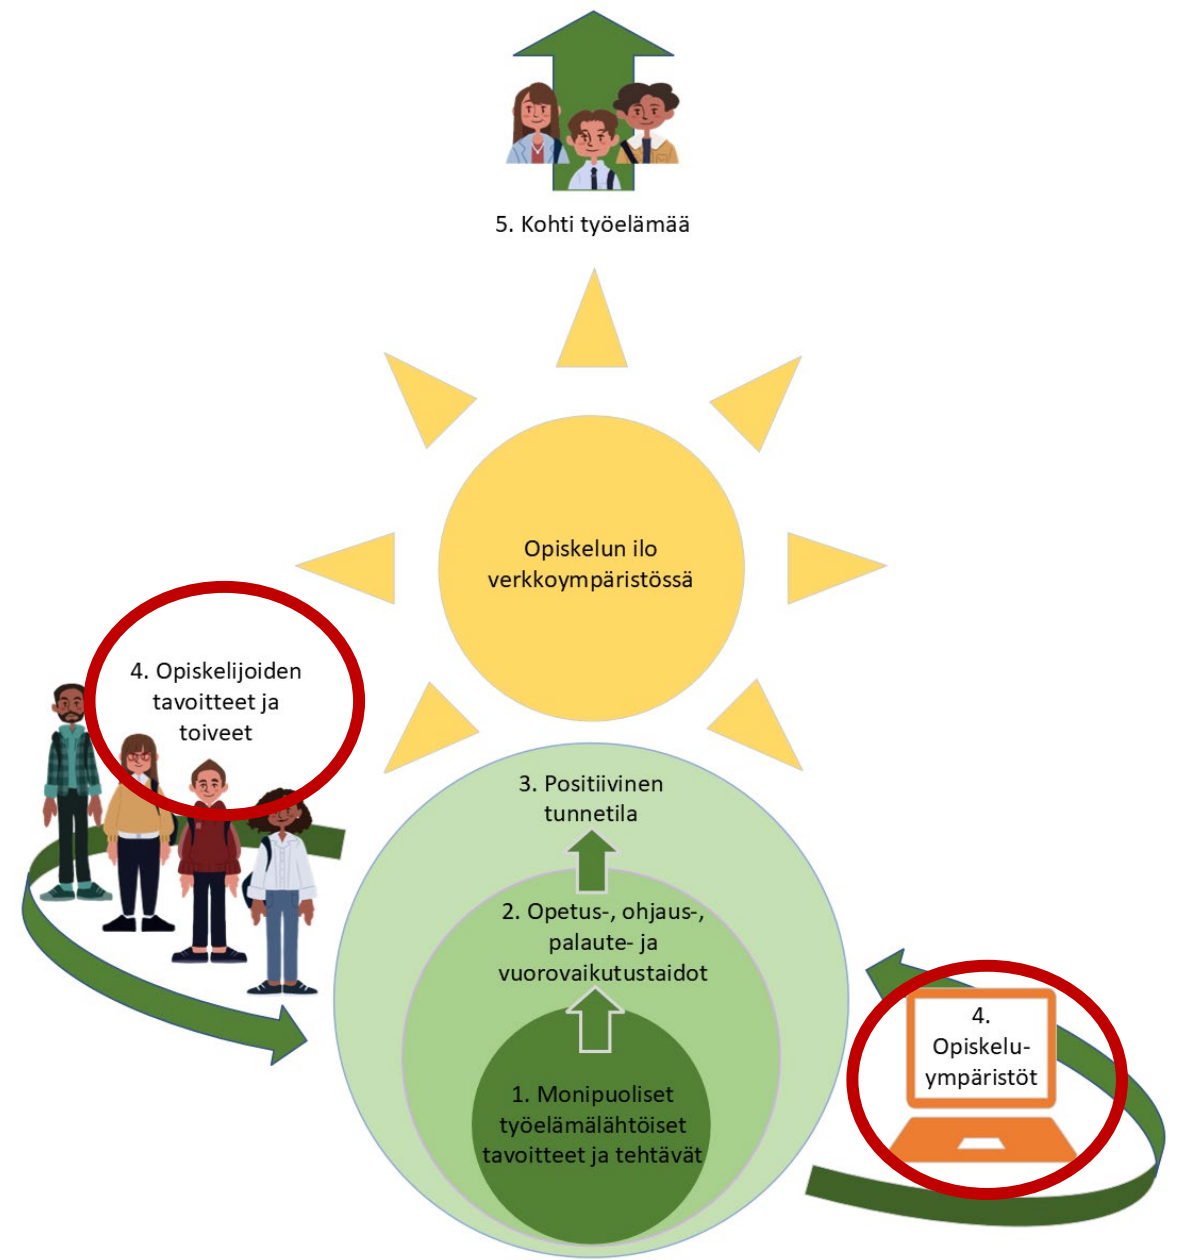 5. Kohti työelämää
Opiskelun ilo
verkkoympäristössä
4. Opiskelijoiden
tavoitteet ja
toiveet
3. Positiivinen
tunnetila
2. Opetus-, ohjaus-,
palaute- ja
vuorovaikutustaidot
4.
Opiskelu-
ympäristöt
1. Monipuoliset
työelämälähtöiset
tavoitteet ja tehtävät